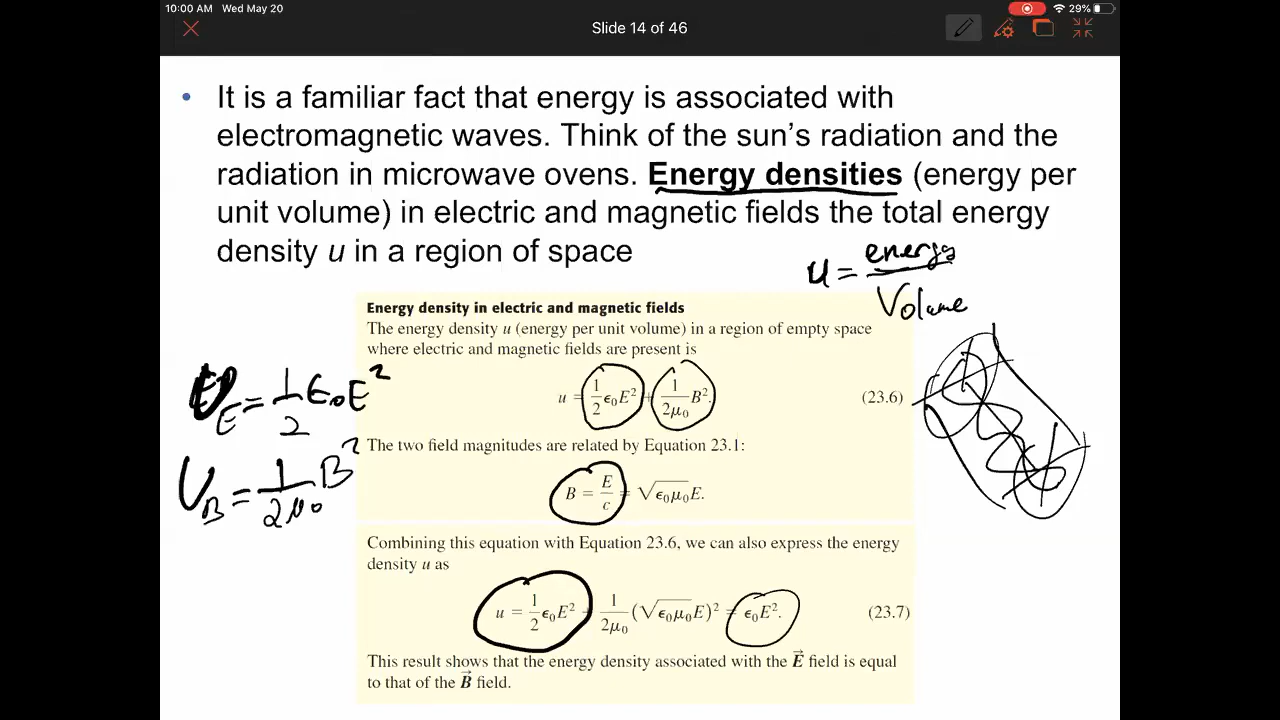 10:00 AM Wed May 20
29%
Slide 14 of 46
• It is a familiar fact that energy is associated with
electromagnetic waves. Think of the sun’s radiation and the
radiation in microwave ovens. Energy densities (energy per
unit volume) in electric and magnetic fields the total energy
density u in a region of space
u = energy / Volume
Energy density in electric and magnetic fields
The energy density u (energy per unit volume) in a region of empty space
where electric and magnetic fields are present is
u = 1/2 ϵ₀E² + 1/2μ₀ B². (23.6)
U_E = 1/2 ϵ₀E²
The two field magnitudes are related by Equation 23.1:
U_B = 1/2μ₀ B²
B = E/c = √ϵ₀μ₀ E.
Combining this equation with Equation 23.6, we can also express the energy
density u as
u = 1/2 ϵ₀E² + 1/2μ₀ (√ϵ₀μ₀ E)² = ϵ₀E². (23.7)
This result shows that the energy density associated with the E⃗ field is equal
to that of the B⃗ field.